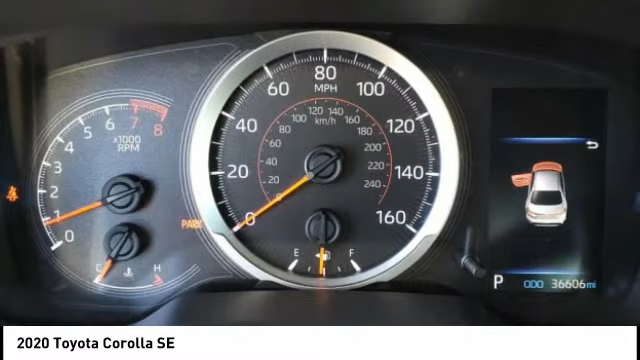 80
60 MPH 100
40 120
20 140
0 160
120 140
100 km/h 160
80 180
60 200
40 220
20 240
0
6 7
5 8
4 x1000
3 RPM
2
1
0
PARK
C H
E F
P ODO 36606 mi
2020 Toyota Corolla SE